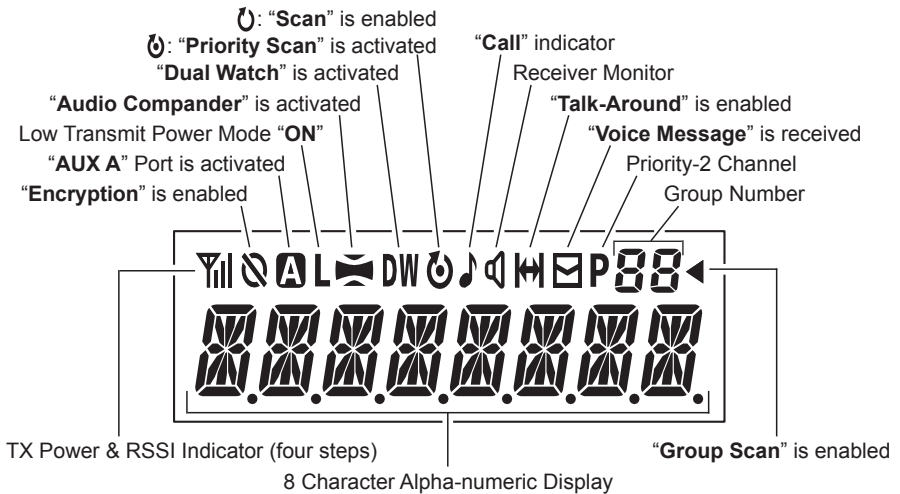 : “Scan” is enabled
: “Priority Scan” is activated
“Dual Watch” is activated
“Audio Compander” is activated
Low Transmit Power Mode “ON”
“AUX A” Port is activated
“Encryption” is enabled
“Call” indicator
Receiver Monitor
“Talk-Around” is enabled
“Voice Message” is received
Priority-2 Channel
Group Number
A L DW P 88
TX Power & RSSI Indicator (four steps)
“Group Scan” is enabled
8 Character Alpha-numeric Display